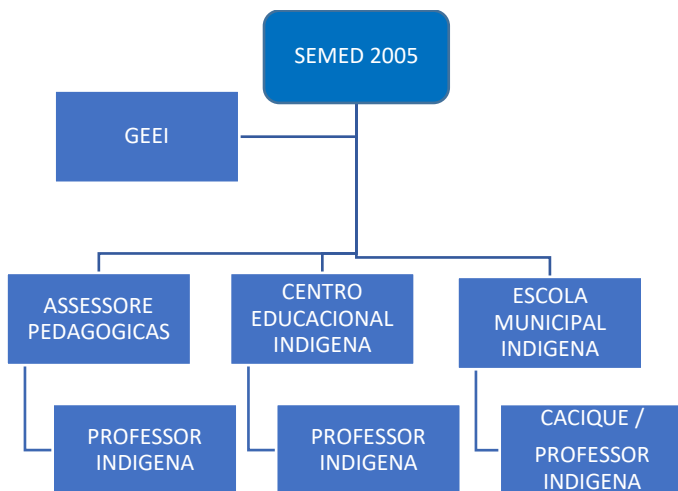 SEMED 2005
GEEI
ASSESSORE
PEDAGOGICAS
CENTRO
EDUCACIONAL
INDIGENA
ESCOLA
MUNICIPAL
INDIGENA
PROFESSOR
INDIGENA
PROFESSOR
INDIGENA
CACIQUE /
PROFESSOR
INDIGENA